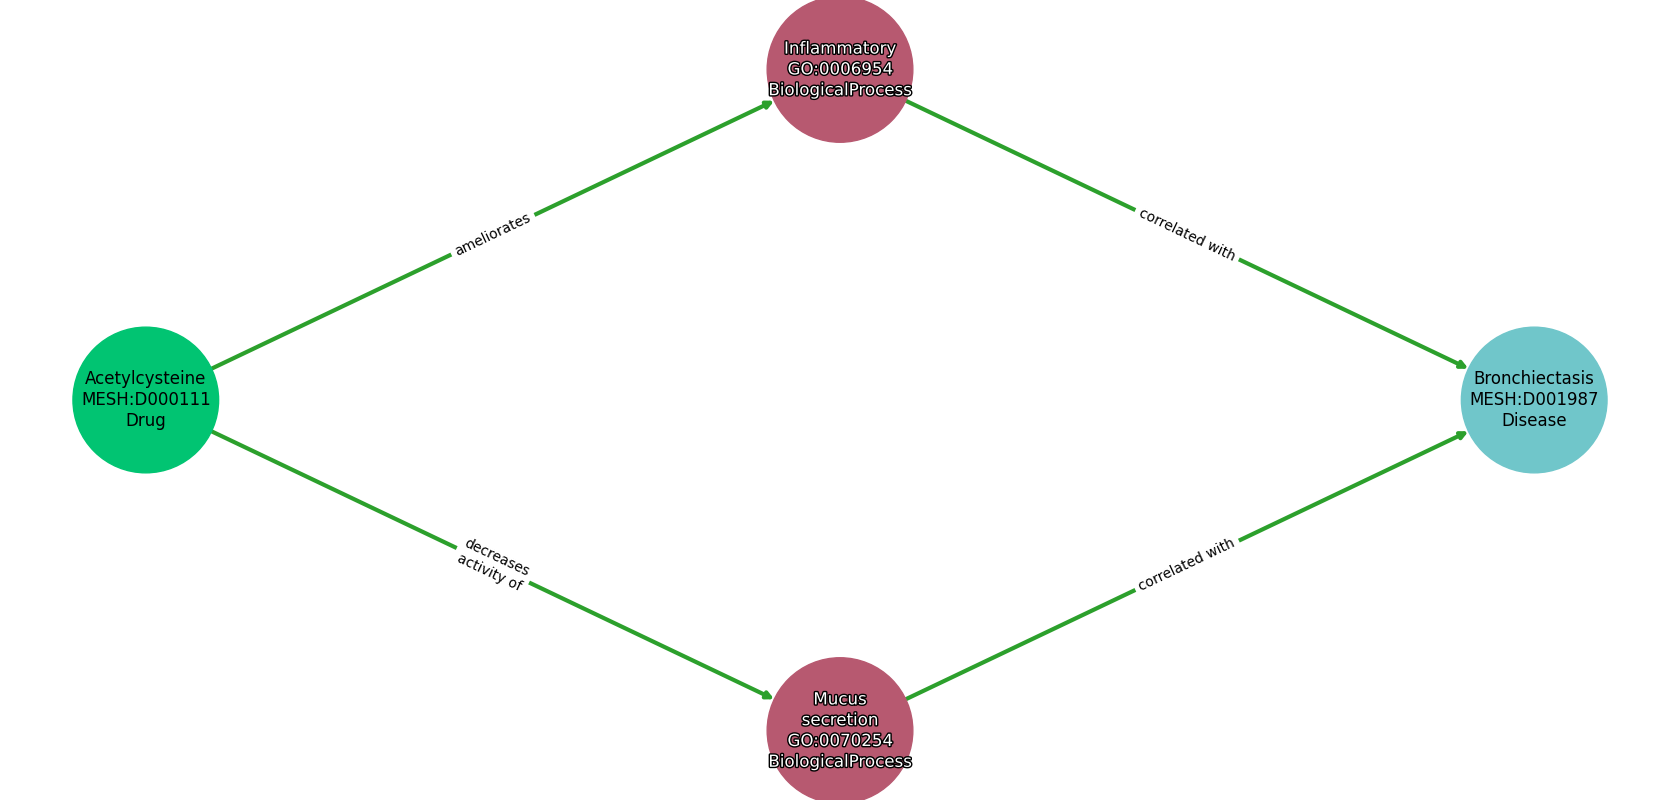 Inflammatory
GO:0006954
BiologicalProcess
ameliorates
correlated with
Acetylcysteine
MESH:D000111
Drug
Bronchiectasis
MESH:D001987
Disease
decreases
activity of
correlated with
Mucus
secretion
GO:0070254
BiologicalProcess